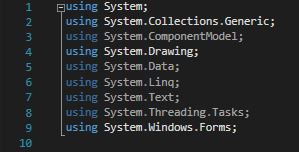 1 using System;
2 using System.Collections.Generic;
3 using System.ComponentModel;
4 using System.Drawing;
5 using System.Data;
6 using System.Linq;
7 using System.Text;
8 using System.Threading.Tasks;
9 using System.Windows.Forms;
10